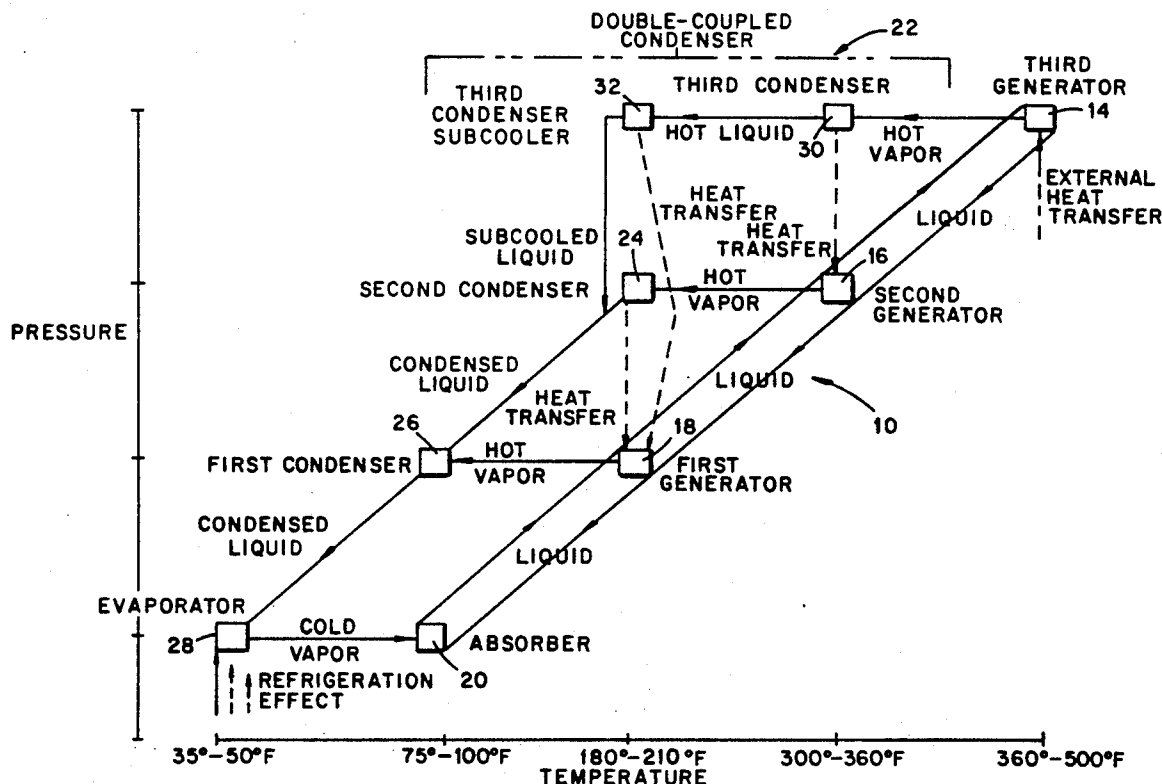 DOUBLE-COUPLED
CONDENSER
22
THIRD
CONDENSER
SUBCOOLER
32
THIRD CONDENSER
THIRD
GENERATOR
14
HOT LIQUID
30
HOT
VAPOR
EXTERNAL
HEAT
TRANSFER
HEAT
TRANSFER
HEAT
TRANSFER
LIQUID
SUBCOOLED
LIQUID
24
16
SECOND CONDENSER
HOT
VAPOR
SECOND
GENERATOR
PRESSURE
CONDENSED
LIQUID
HEAT
TRANSFER
LIQUID
10
26
18
FIRST CONDENSER
HOT
VAPOR
FIRST
GENERATOR
CONDENSED
LIQUID
LIQUID
EVAPORATOR
28
COLD
VAPOR
ABSORBER
20
REFRIGERATION
EFFECT
35°-50°F
75°-100°F
180°-210°F
300°-360°F
360°-500°F
TEMPERATURE